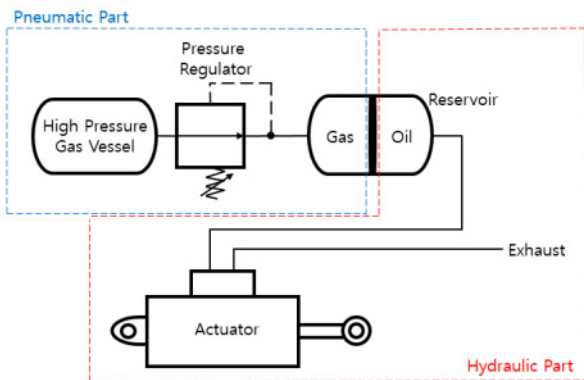 Pneumatic Part
Pressure
Regulator
High Pressure
Gas Vessel
Gas
Oil
Reservoir
Exhaust
Actuator
Hydraulic Part